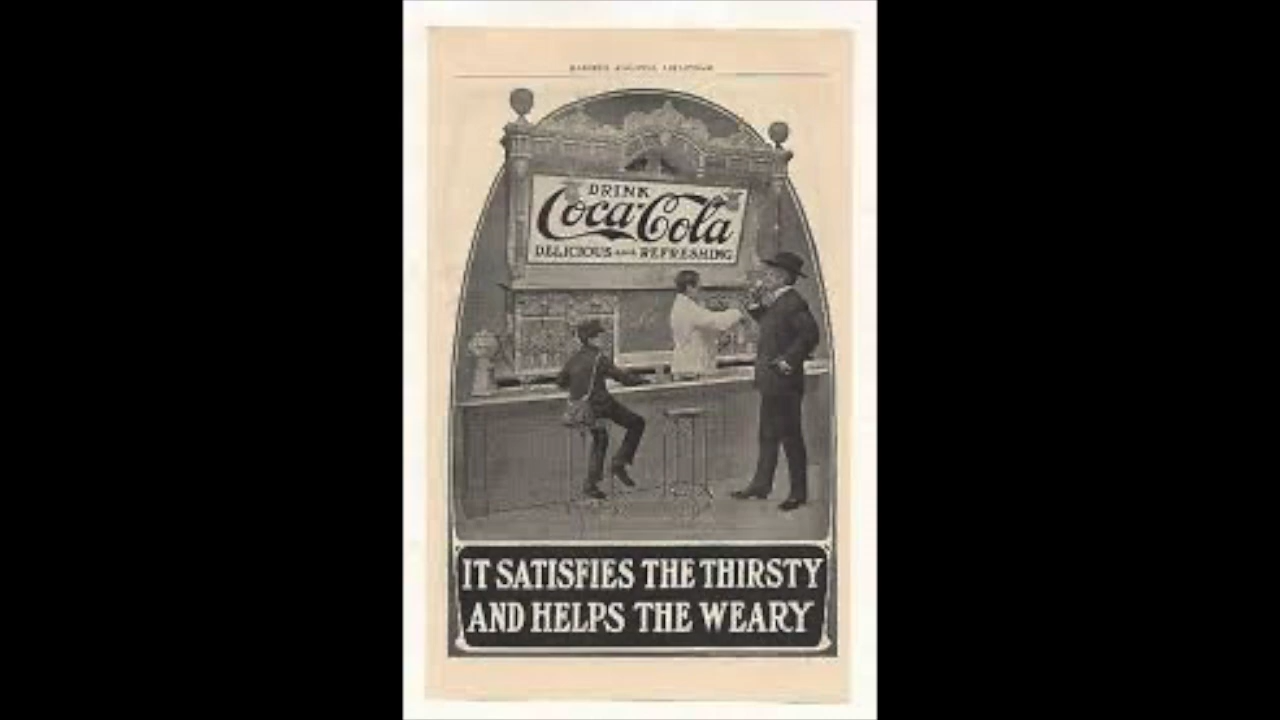 DRINK
Coca-Cola
DELICIOUS AND REFRESHING
IT SATISFIES THE THIRSTY
AND HELPS THE WEARY